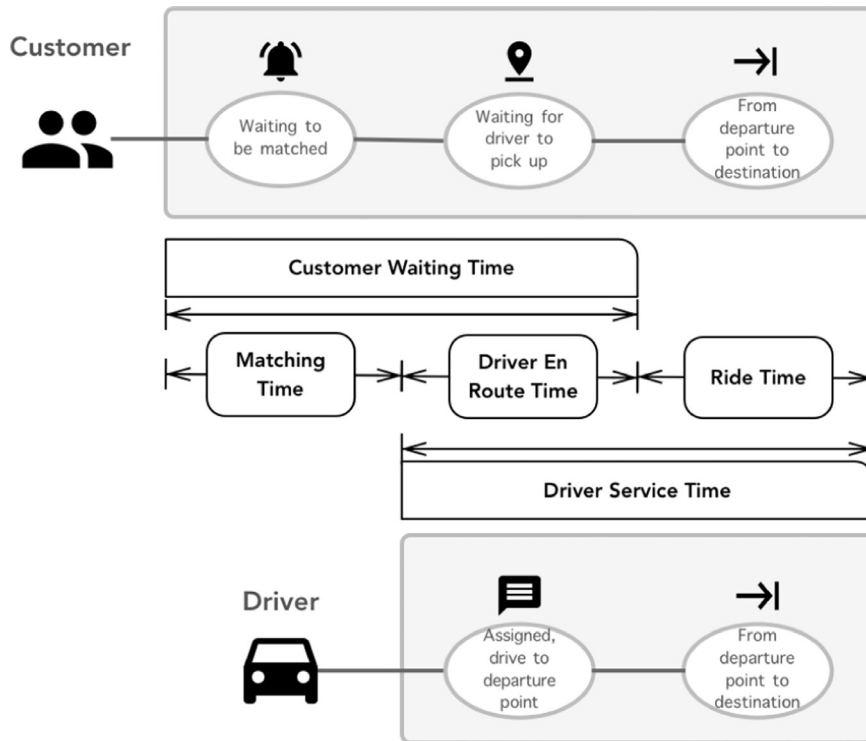 Customer
Waiting to
be matched
Waiting for
driver to
pick up
From
departure
point to
destination
Customer Waiting Time
Matching
Time
Driver En
Route Time
Ride Time
Driver Service Time
Driver
Assigned,
drive to
departure
point
From
departure
point to
destination